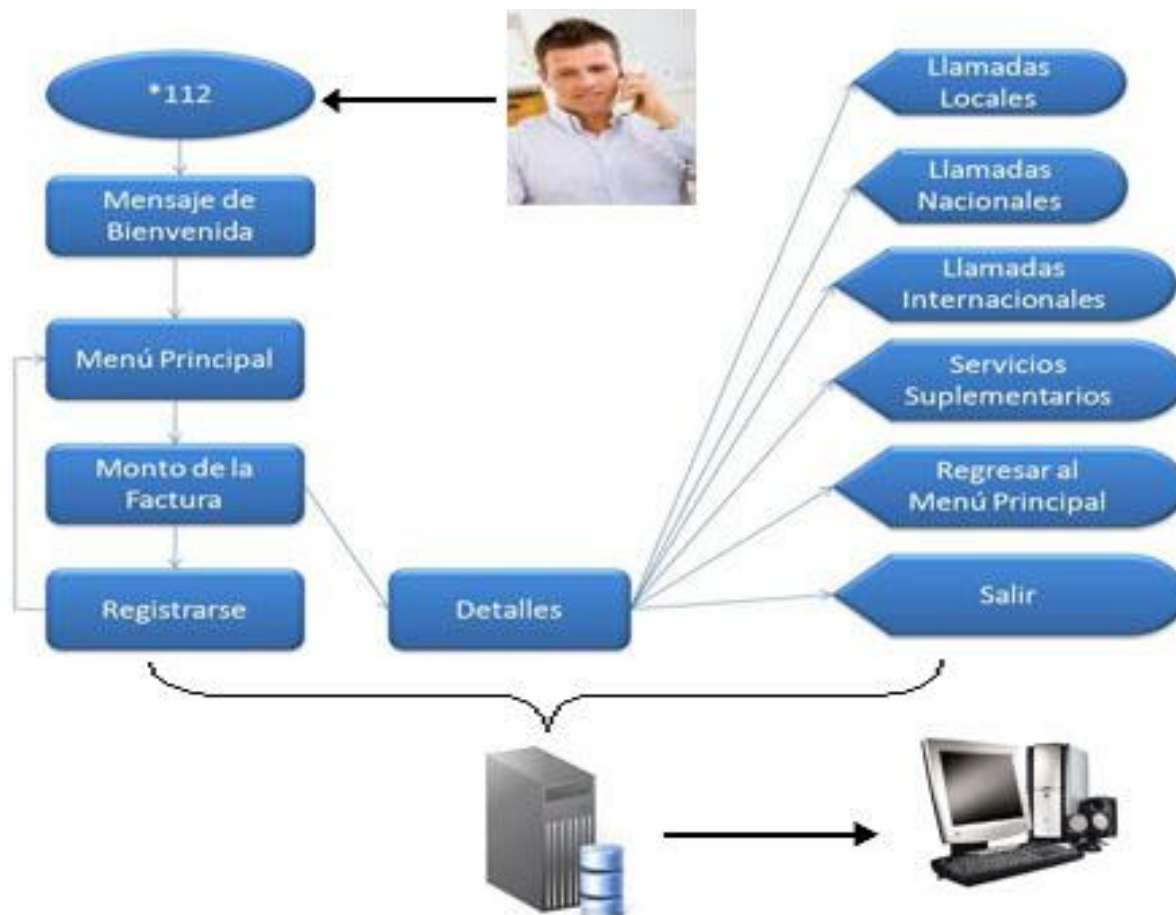 *112
Mensaje de
Bienvenida
Menú Principal
Monto de la
Factura
Registrarse
Detalles
Llamadas
Locales
Llamadas
Nacionales
Llamadas
Internacionales
Servicios
Suplementarios
Regresar al
Menú Principal
Salir